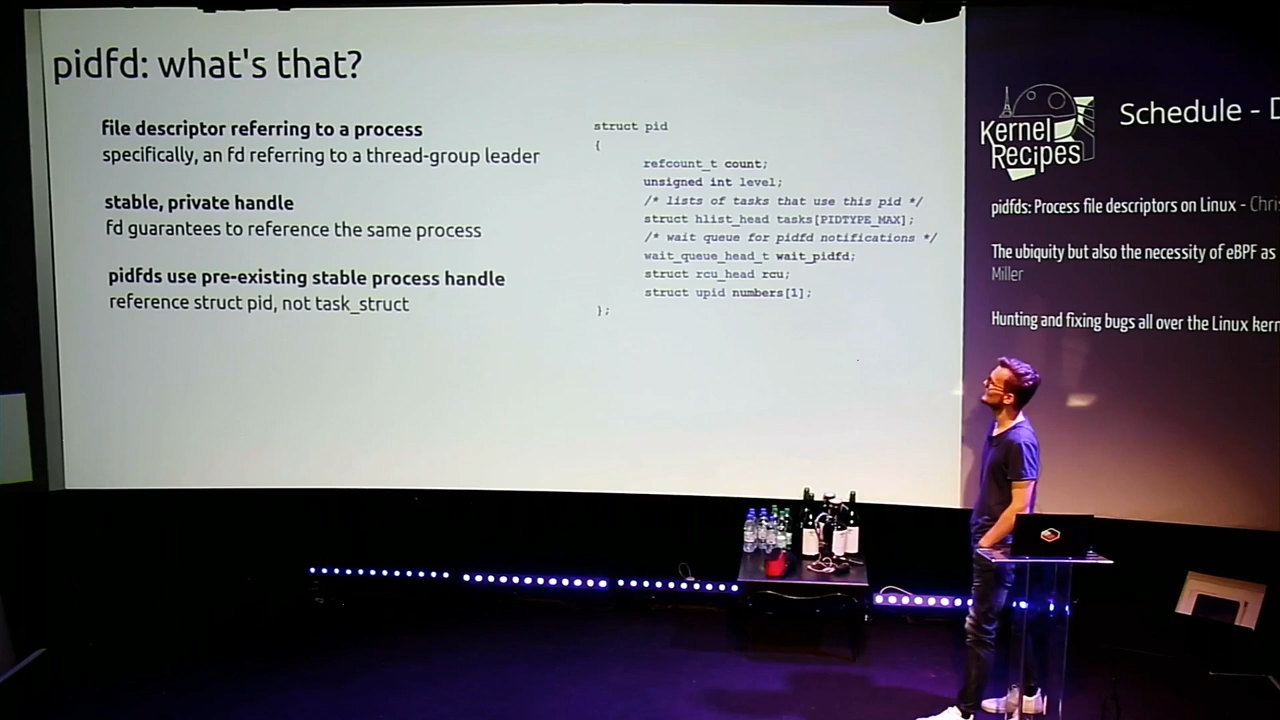 pidfd: what's that?
file descriptor referring to a process
specifically, an fd referring to a thread-group leader
stable, private handle
fd guarantees to reference the same process
pidfds use pre-existing stable process handle
reference struct pid, not task_struct
struct pid
{
refcount_t count;
unsigned int level;
/* lists of tasks that use this pid */
struct hlist_head tasks[PIDTYPE_MAX];
/* wait queue for pidfd notifications */
wait_queue_head_t wait_pidfd;
struct rcu_head rcu;
struct upid numbers[1];
};
Kernel
Recipes
Schedule -
pidfds: Process file descriptors on Linux - Chris
The ubiquity but also the necessity of eBPF as
Miller
Hunting and fixing bugs all over the Linux kern